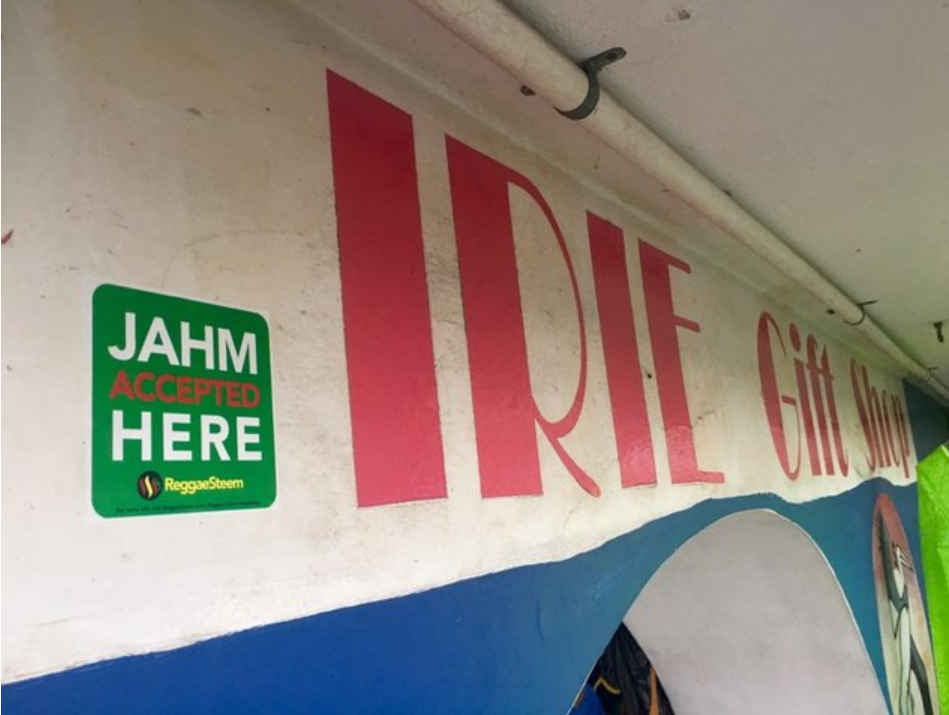 JAHM
ACCEPTED
HERE
ReggaeSteem
IRIE Gift Shop